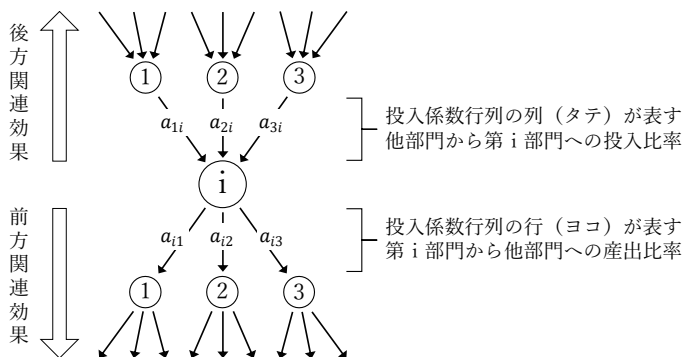 後方関連効果
1 2 3
a1i a2i a3i
投入係数行列の列（タテ）が表す
他部門から第 i 部門への投入比率
i
前方関連効果
ai1 ai2 ai3
投入係数行列の行（ヨコ）が表す
第 i 部門から他部門への産出比率
1 2 3